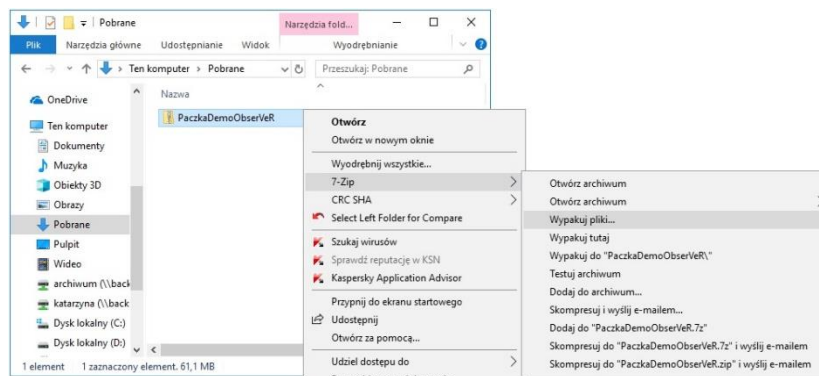 Pobrane
Narzędzia fold...
Plik
Narzędzia główne
Udostępnianie
Widok
Wyodrębnianie
Ten komputer > Pobrane
Przeszukaj: Pobrane
OneDrive
Ten komputer
Dokumenty
Muzyka
Obiekty 3D
Obrazy
Pobrane
Pulpit
Wideo
archiwum (\\back
katarzyna (\\back
Dysk lokalny (C:)
Dysk lokalny (D:)
Nazwa
PaczkaDemoObserVeR
1 element
1 zaznaczony element. 61,1 MB
Otwórz
Otwórz w nowym oknie
Wyodrębnij wszystkie...
7-Zip
CRC SHA
Select Left Folder for Compare
Szukaj wirusów
Sprawdź reputację w KSN
Kaspersky Application Advisor
Przypnij do ekranu startowego
Udostępnij
Otwórz za pomocą...
Udziel dostępu do
Otwórz archiwum
Otwórz archiwum
Wypakuj pliki...
Wypakuj tutaj
Wypakuj do "PaczkaDemoObserVeR\"
Testuj archiwum
Dodaj do archiwum...
Skompresuj i wyślij e-mailem...
Dodaj do "PaczkaDemoObserVeR.7z"
Skompresuj do "PaczkaDemoObserVeR.7z" i wyślij e-mailem
Skompresuj do "PaczkaDemoObserVeR.zip" i wyślij e-mailem